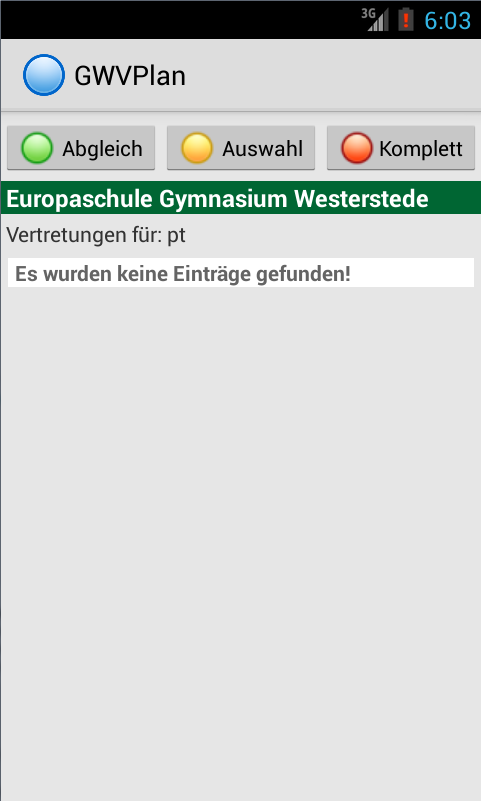 3G 6:03
GWVPlan
Abgleich Auswahl Komplett
Europaschule Gymnasium Westerstede
Vertretungen für: pt
Es wurden keine Einträge gefunden!